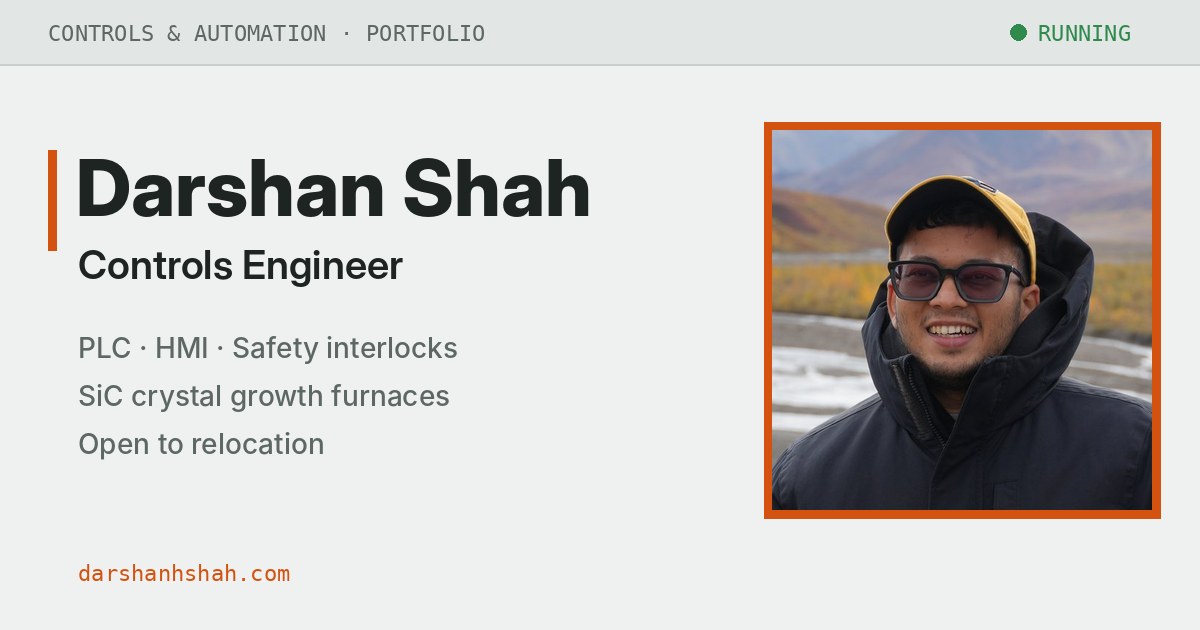 CONTROLS & AUTOMATION · PORTFOLIO
RUNNING
Darshan Shah
Controls Engineer
PLC · HMI · Safety interlocks
SiC crystal growth furnaces
Open to relocation
darshanhshah.com